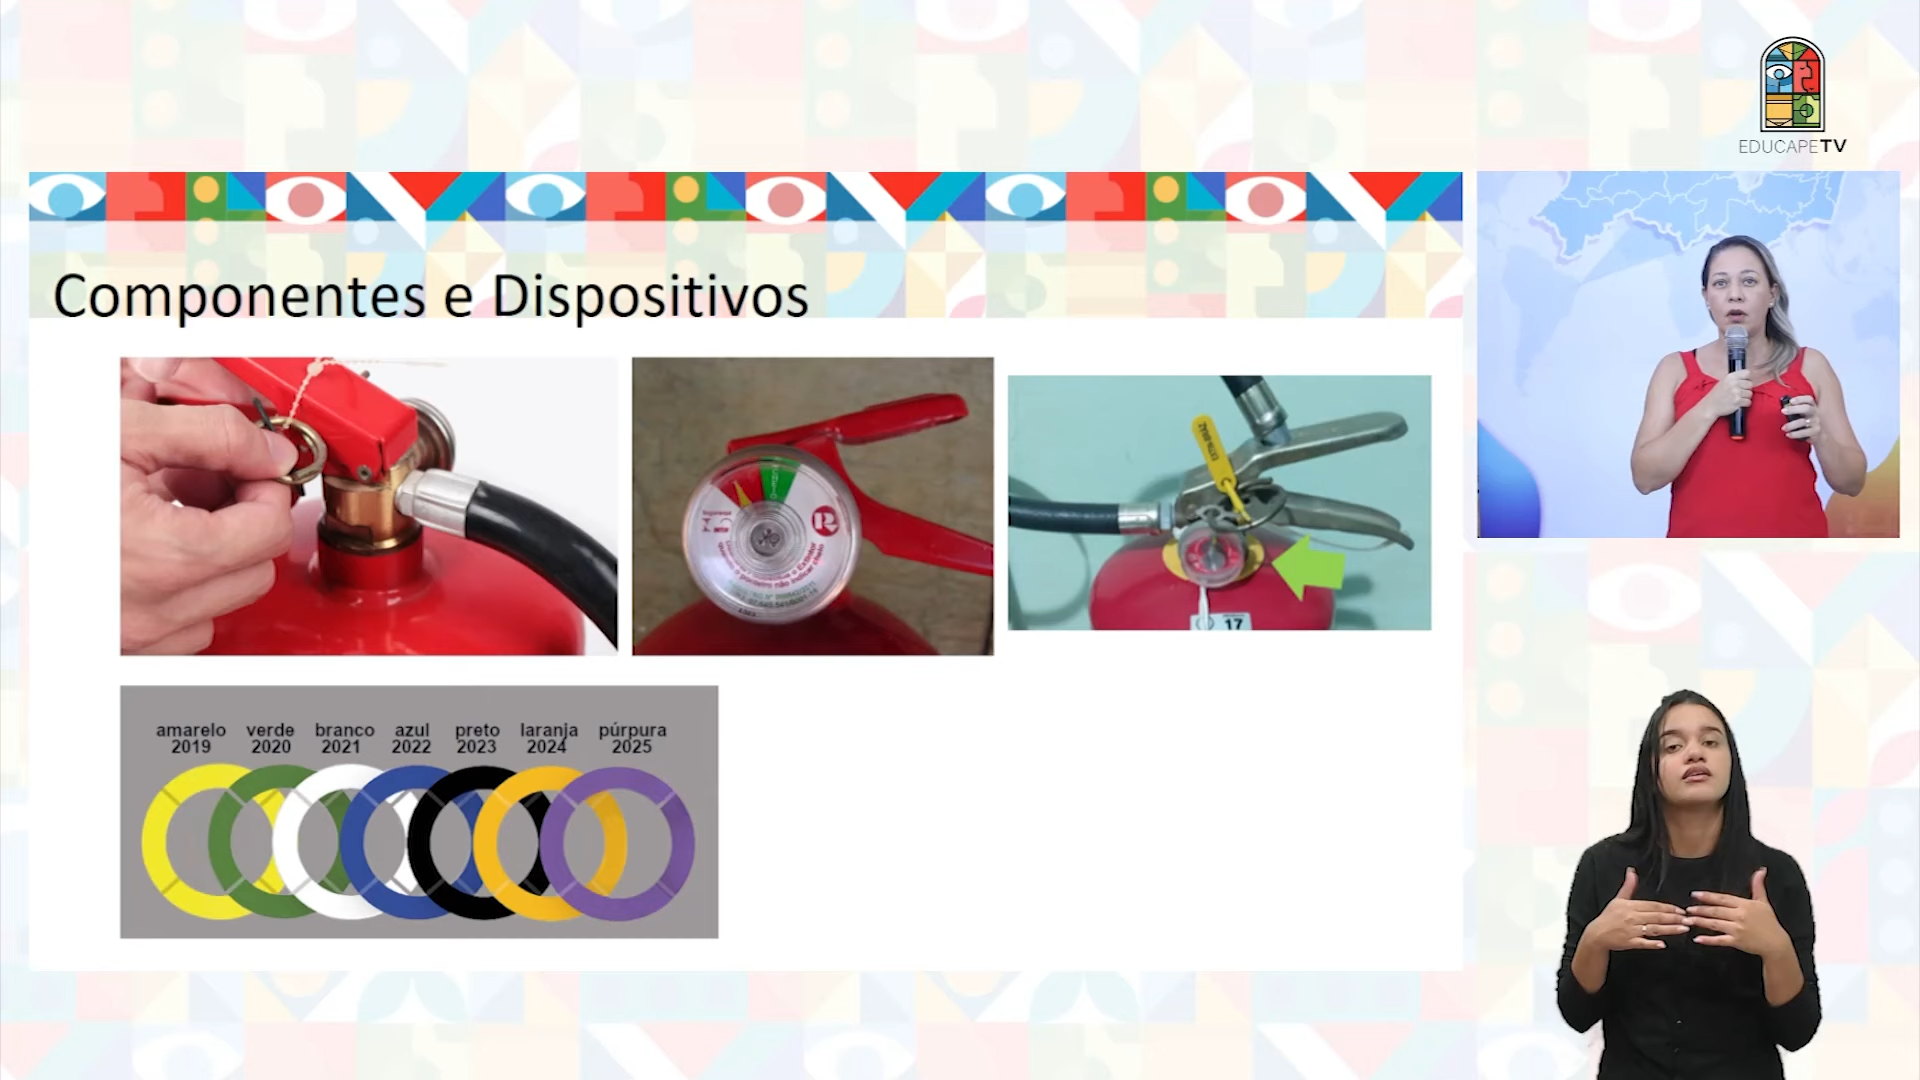 EDUCAPETV
Componentes e Dispositivos
17
amarelo verde branco azul preto laranja púrpura
2019 2020 2021 2022 2023 2024 2025